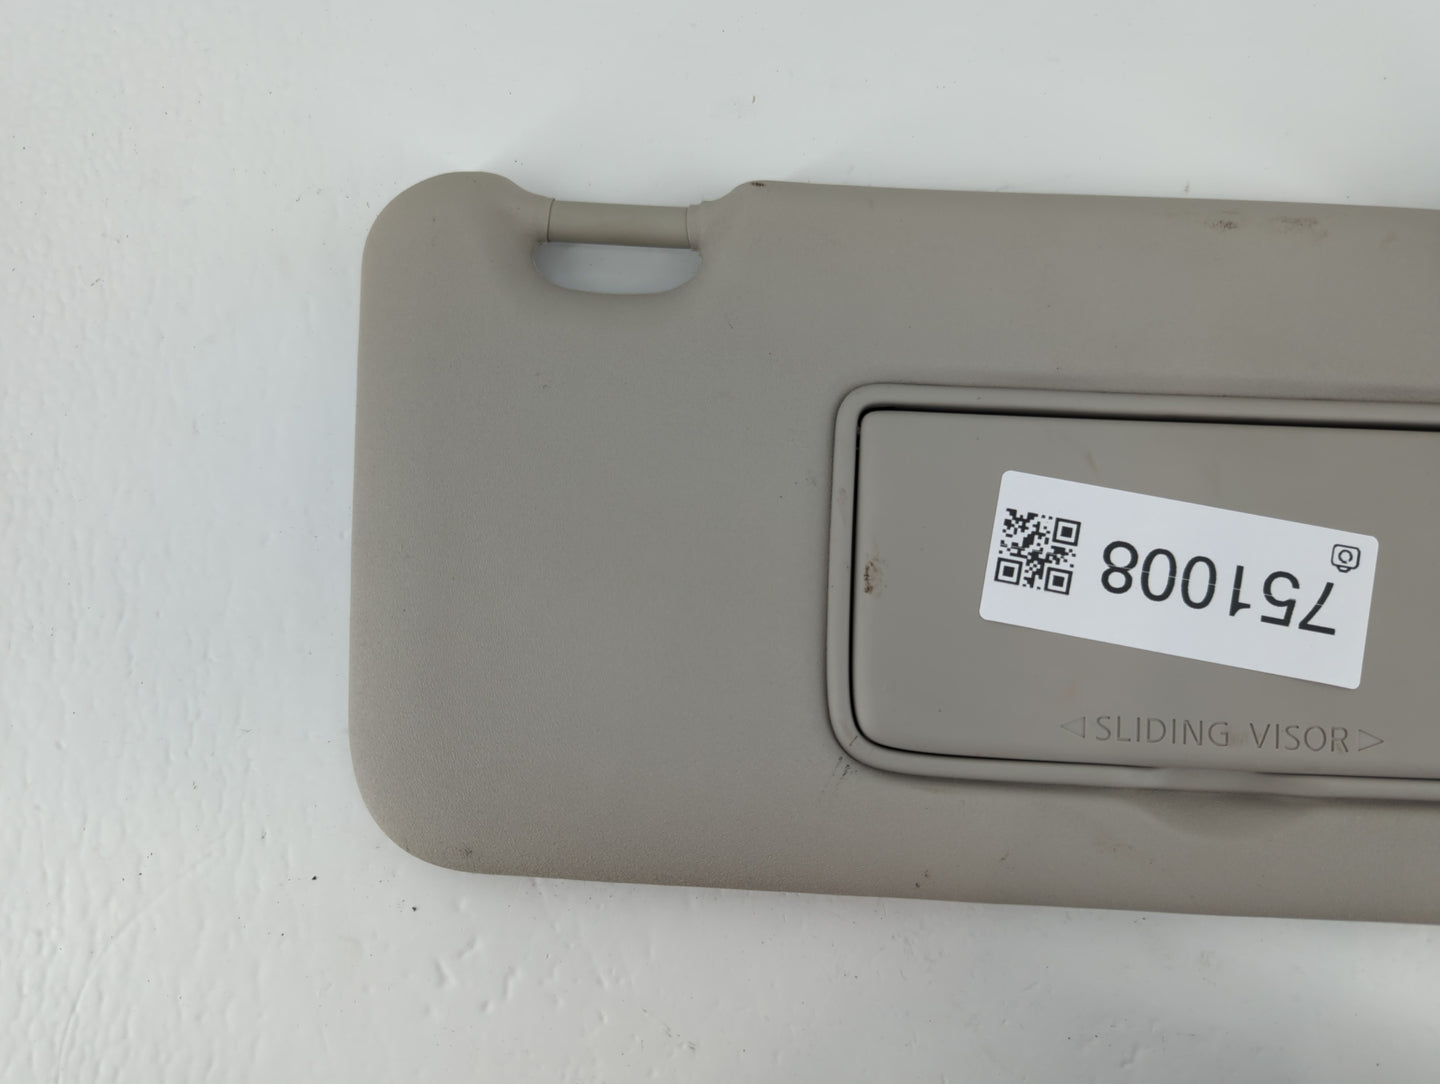 751008
◁ SLIDING VISOR ▷